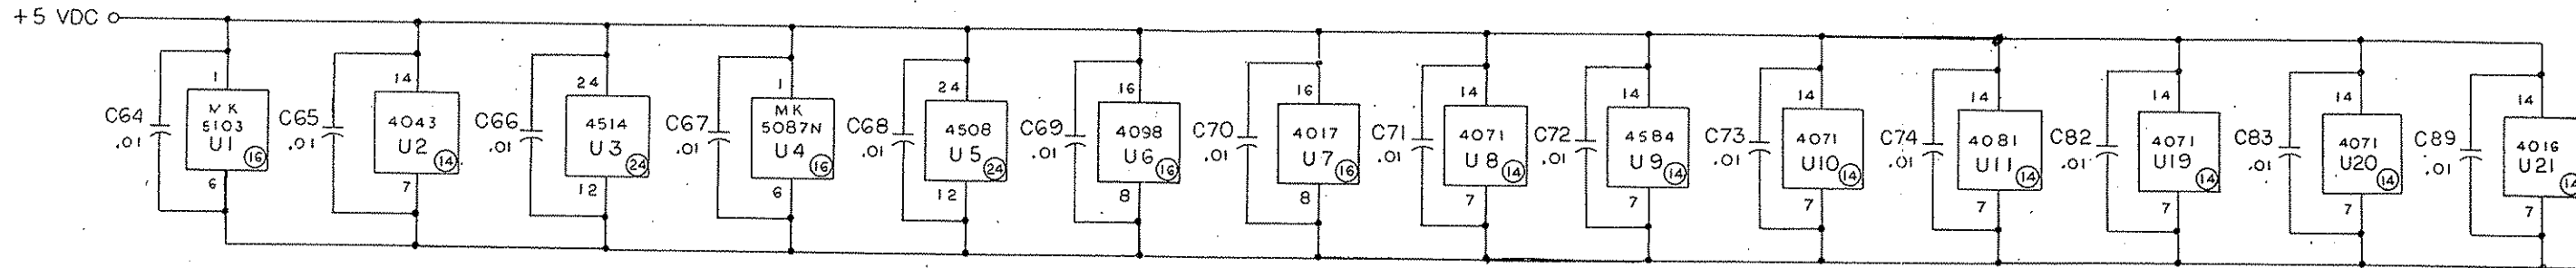 +5 VDC
C64
.01
1
MK
5103
U1
16
6
C65
.01
14
4043
U2
14
7
C66
.01
24
4514
U3
24
12
C67
.01
1
MK
5087N
U4
16
6
C68
.01
24
4508
U5
24
12
C69
.01
16
4098
U6
16
8
C70
.01
16
4017
U7
16
8
C71
.01
14
4071
U8
14
7
C72
.01
14
4584
U9
14
7
C73
.01
14
4071
U10
14
7
C74
.01
14
4081
U11
14
7
C82
.01
14
4071
U19
14
7
C83
.01
14
4071
U20
14
7
C89
.01
14
4016
U21
14
7